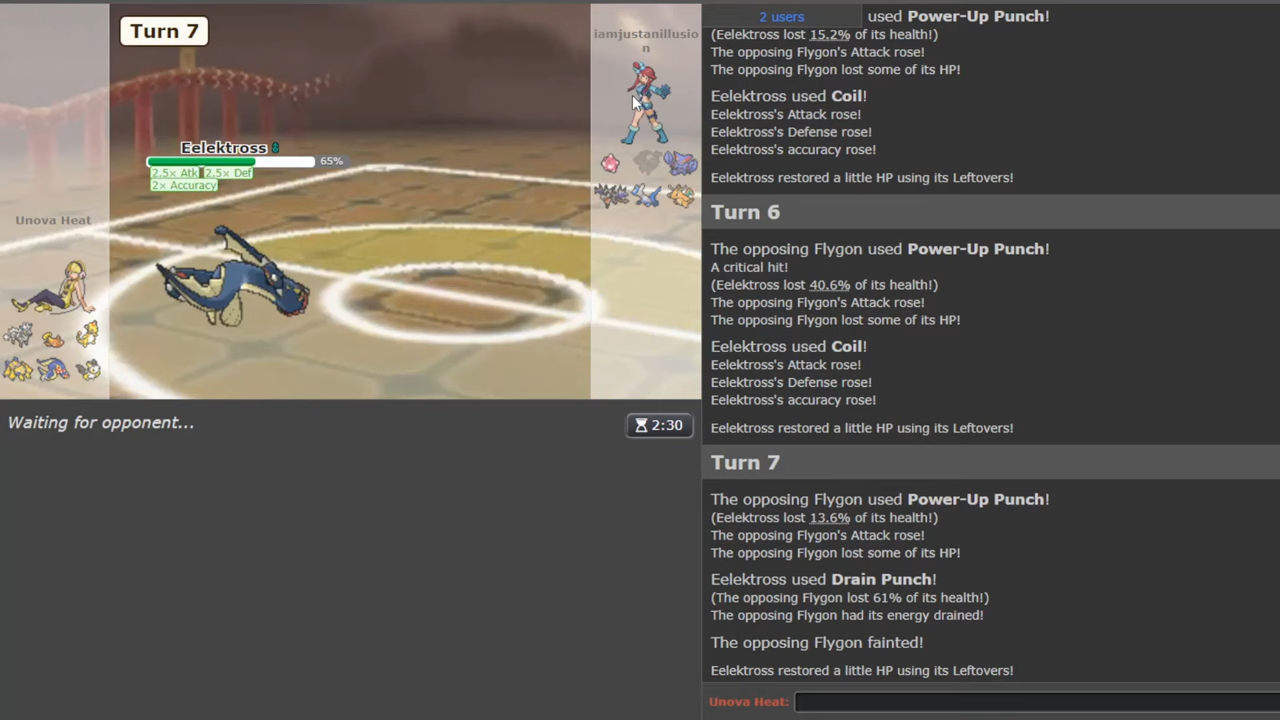 Turn 7
iamjustanillusio
n
Eelektross
65%
2.5× Atk 2.5× Def
2× Accuracy
Unova Heat
Waiting for opponent...
2:30
2 users
used Power-Up Punch!
(Eelektross lost 15.2% of its health!)
The opposing Flygon's Attack rose!
The opposing Flygon lost some of its HP!
Eelektross used Coil!
Eelektross's Attack rose!
Eelektross's Defense rose!
Eelektross's accuracy rose!
Eelektross restored a little HP using its Leftovers!
Turn 6
The opposing Flygon used Power-Up Punch!
A critical hit!
(Eelektross lost 40.6% of its health!)
The opposing Flygon's Attack rose!
The opposing Flygon lost some of its HP!
Eelektross used Coil!
Eelektross's Attack rose!
Eelektross's Defense rose!
Eelektross's accuracy rose!
Eelektross restored a little HP using its Leftovers!
Turn 7
The opposing Flygon used Power-Up Punch!
(Eelektross lost 13.6% of its health!)
The opposing Flygon's Attack rose!
The opposing Flygon lost some of its HP!
Eelektross used Drain Punch!
(The opposing Flygon lost 61% of its health!)
The opposing Flygon had its energy drained!
The opposing Flygon fainted!
Eelektross restored a little HP using its Leftovers!
Unova Heat: